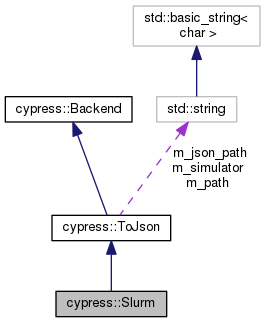 std::basic_string<
char >
cypress::Backend
std::string
m_json_path
m_simulator
m_path
cypress::ToJson
cypress::Slurm